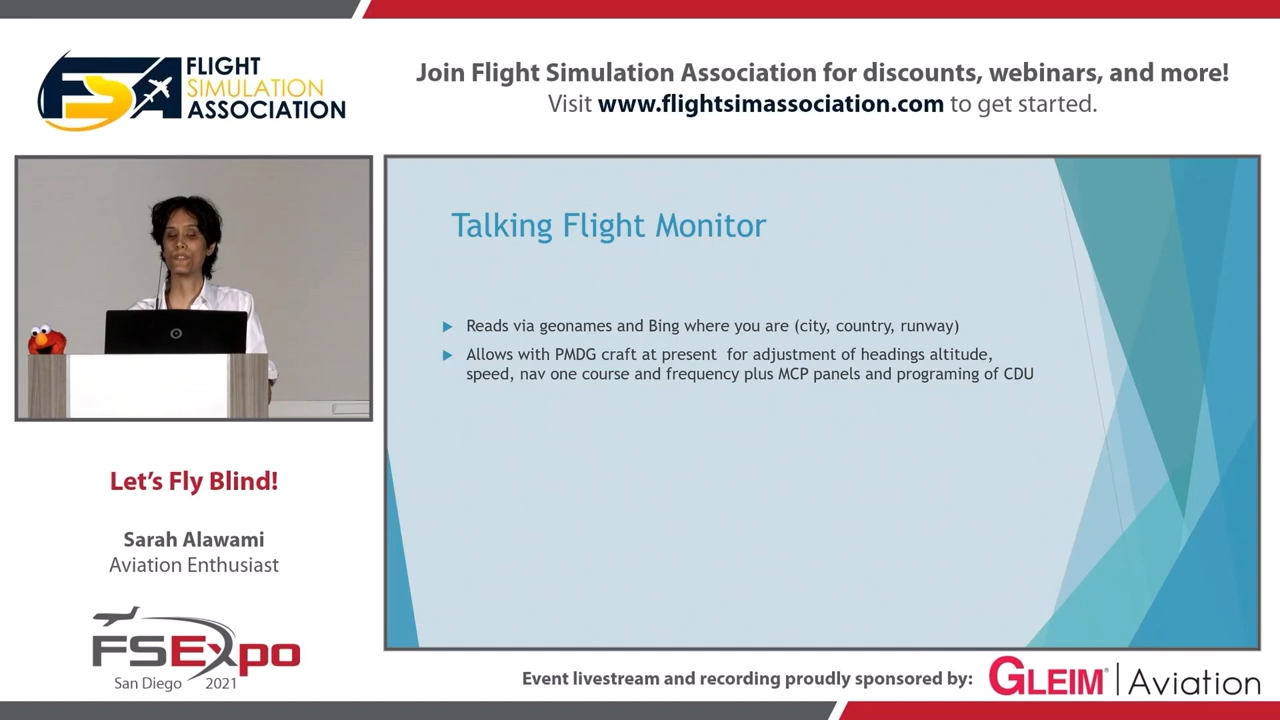 FLIGHT
SIMULATION
ASSOCIATION
Join Flight Simulation Association for discounts, webinars, and more!
Visit www.flightsimassociation.com to get started.
Talking Flight Monitor
Reads via geonames and Bing where you are (city, country, runway)
Allows with PMDG craft at present for adjustment of headings altitude,
speed, nav one course and frequency plus MCP panels and programing of CDU
Let's Fly Blind!
Sarah Alawami
Aviation Enthusiast
FSExpo
San Diego 2021
Event livestream and recording proudly sponsored by:
GLEIM® | Aviation